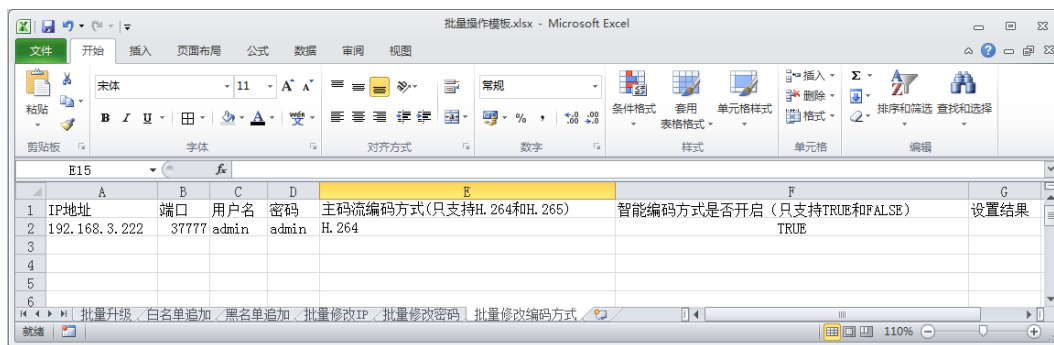 批量操作模板.xlsx - Microsoft Excel
文件 开始 插入 页面布局 公式 数据 审阅 视图
宋体 11 A A 常规
粘贴 B I U A wén 变 % , .0 .00 .00 .0 条件格式 套用 表格格式 单元格样式 插入 删除 格式 Σ 排序和筛选 查找和选择
剪贴板 字体 对齐方式 数字 样式 单元格 编辑
E15 fx
A B C D E F G
1 IP地址 端口 用户名 密码 主码流编码方式(只支持H.264和H.265) 智能编码方式是否开启（只支持TRUE和FALSE） 设置结果
2 192.168.3.222 37777 admin admin H.264 TRUE
3
4
5
6
批量升级 白名单追加 黑名单追加 批量修改IP 批量修改密码 批量修改编码方式
就绪 110%